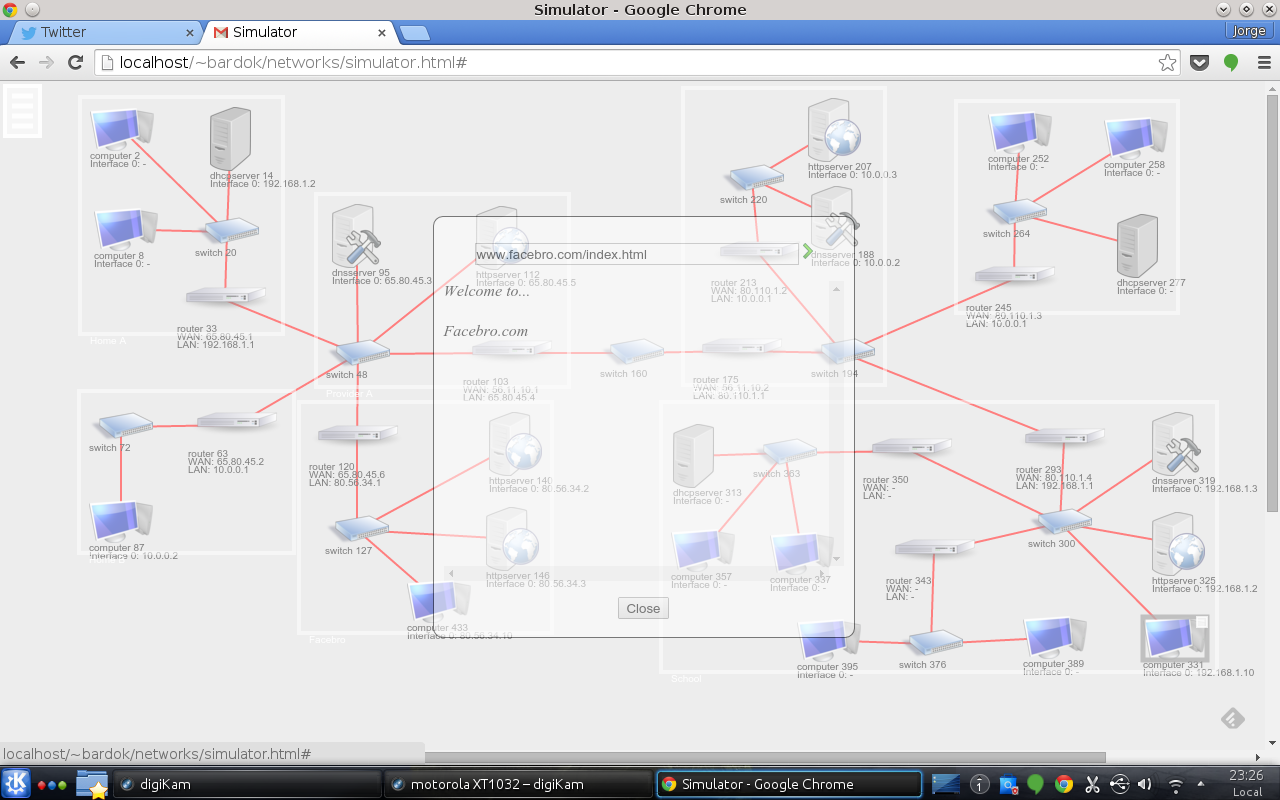 Simulator - Google Chrome
Twitter
Simulator
Jorge
localhost/~bardok/networks/simulator.html#
computer 2
Interface 0: -
dhcpserver 14
Interface 0: 192.168.1.2
computer 8
Interface 0: -
switch 20
router 33
WAN: 65.80.45.1
LAN: 192.168.1.1
Home A
dnsserver 95
Interface 0: 65.80.45.3
httpserver 112
Interface 0: 65.80.45.5
switch 48
router 103
WAN: 56.11.10.1
LAN: 65.80.45.4
Provider A
switch 160
httpserver 207
Interface 0: 10.0.0.3
switch 220
dnsserver 188
Interface 0: 10.0.0.2
router 213
WAN: 80.110.1.2
LAN: 10.0.0.1
router 175
WAN: 56.11.10.2
LAN: 80.110.1.1
switch 194
computer 252
Interface 0: -
computer 258
Interface 0: -
switch 264
dhcpserver 277
Interface 0: -
router 245
WAN: 80.110.1.3
LAN: 10.0.0.1
www.facebro.com/index.html
Welcome to...
Facebro.com
Close
switch 72
router 63
WAN: 65.80.45.2
LAN: 10.0.0.1
computer 87
Interface 0: 10.0.0.2
router 120
WAN: 65.80.45.6
LAN: 80.56.34.1
httpserver 140
Interface 0: 80.56.34.2
switch 127
httpserver 146
Interface 0: 80.56.34.3
computer 433
Interface 0: 80.56.34.10
Facebro
dhcpserver 313
Interface 0: -
switch 363
computer 357
Interface 0: -
computer 337
Interface 0: -
router 350
WAN: -
LAN: -
router 293
WAN: 80.110.1.4
LAN: 192.168.1.1
dnsserver 319
Interface 0: 192.168.1.3
switch 300
router 343
WAN: -
LAN: -
httpserver 325
Interface 0: 192.168.1.2
computer 395
Interface 0: -
switch 376
computer 389
Interface 0: -
computer 331
Interface 0: 192.168.1.10
School
localhost/~bardok/networks/simulator.html#
digiKam
motorola XT1032 – digiKam
Simulator - Google Chrome
1
23:26
Local